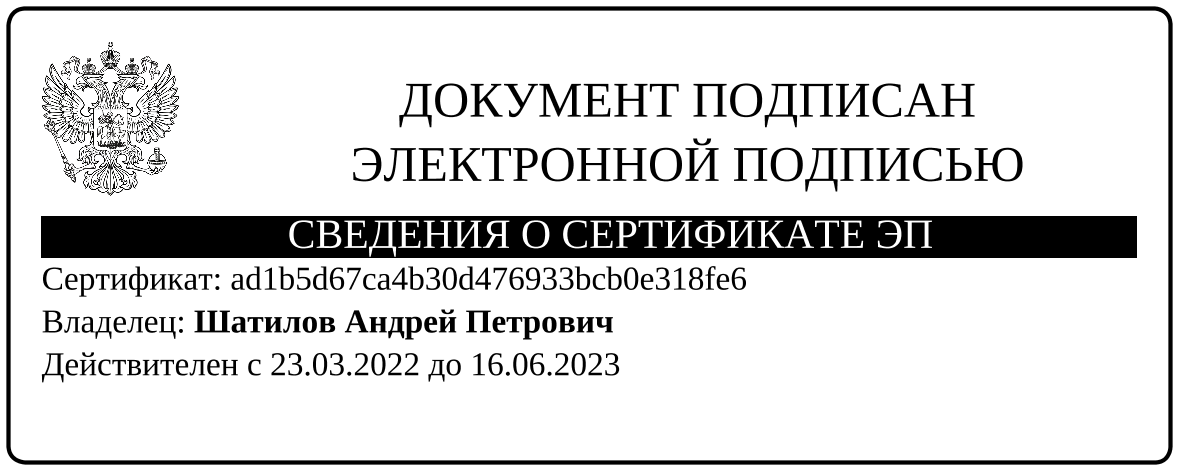 ДОКУМЕНТ ПОДПИСАН
ЭЛЕКТРОННОЙ ПОДПИСЬЮ
СВЕДЕНИЯ О СЕРТИФИКАТЕ ЭП
Сертификат: ad1b5d67ca4b30d476933bcb0e318fe6
Владелец: Шатилов Андрей Петрович
Действителен с 23.03.2022 до 16.06.2023